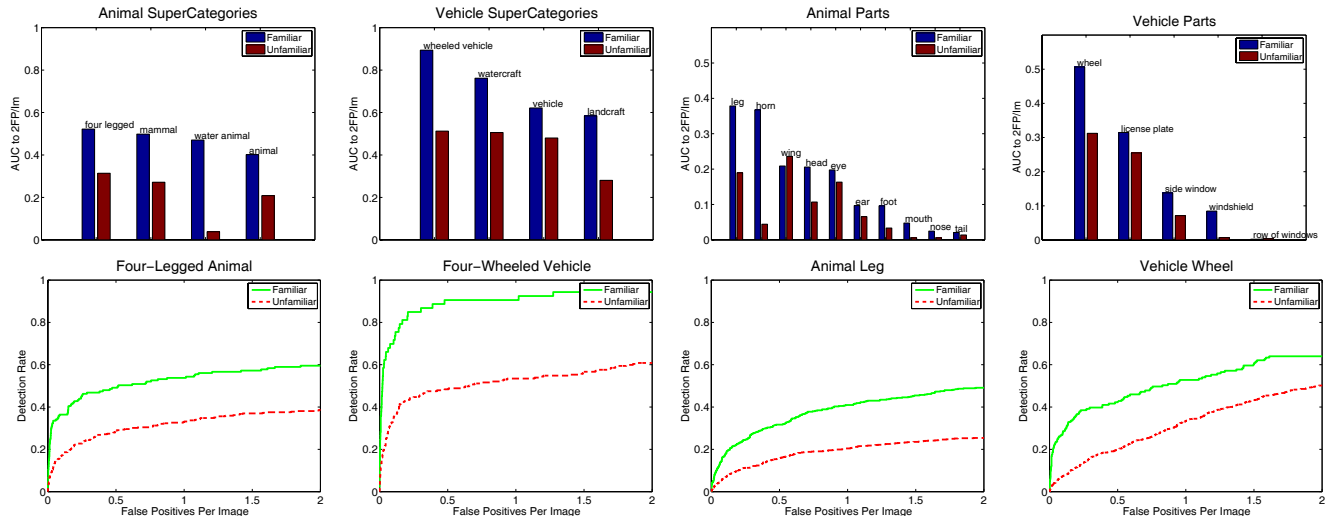 Animal SuperCategories
1
0.8
0.6
0.4
0.2
0
AUC to 2FP/Im
Familiar
Unfamiliar
four legged
mammal
water animal
animal
Vehicle SuperCategories
1
0.8
0.6
0.4
0.2
0
AUC to 2FP/Im
Familiar
Unfamiliar
wheeled vehicle
watercraft
vehicle
landcraft
Animal Parts
0.5
0.4
0.3
0.2
0.1
0
AUC to 2FP/Im
Familiar
Unfamiliar
leg
horn
wing
head
eye
ear
foot
mouth
nose
tail
Vehicle Parts
0.5
0.4
0.3
0.2
0.1
0
AUC to 2FP/Im
Familiar
Unfamiliar
wheel
license plate
side window
windshield
row of windows
Four-Legged Animal
1
0.8
0.6
0.4
0.2
0
Detection Rate
Familiar
Unfamiliar
0 0.5 1 1.5 2
False Positives Per Image
Four-Wheeled Vehicle
1
0.8
0.6
0.4
0.2
0
Detection Rate
Familiar
Unfamiliar
0 0.5 1 1.5 2
False Positives Per Image
Animal Leg
1
0.8
0.6
0.4
0.2
0
Detection Rate
Familiar
Unfamiliar
0 0.5 1 1.5 2
False Positives Per Image
Vehicle Wheel
1
0.8
0.6
0.4
0.2
0
Detection Rate
Familiar
Unfamiliar
0 0.5 1 1.5 2
False Positives Per Image